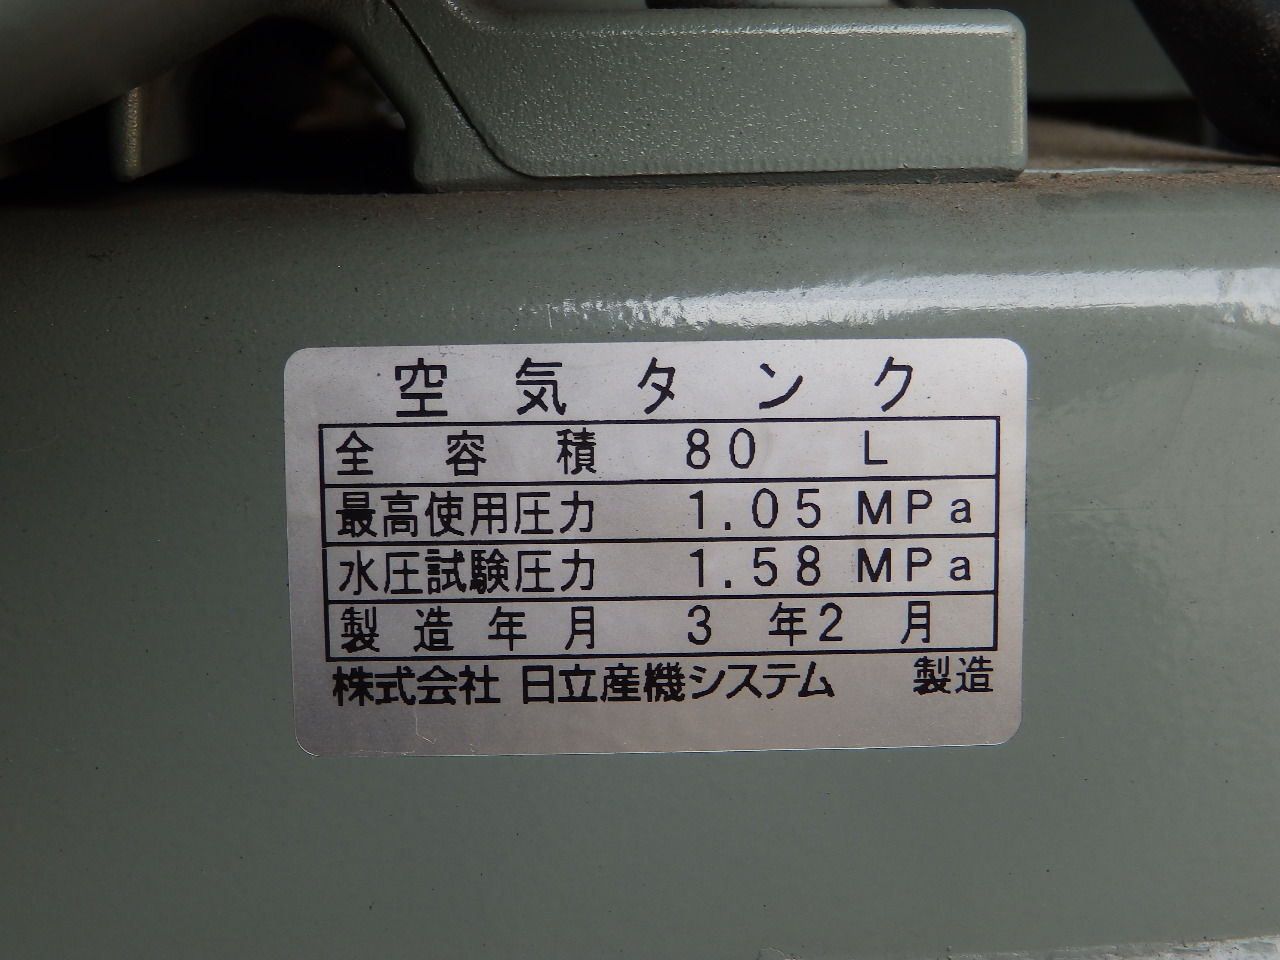 空気タンク
全容積 80 L
最高使用圧力 1.05 MPa
水圧試験圧力 1.58 MPa
製造年月 3 年2 月
株式会社 日立産機システム 製造